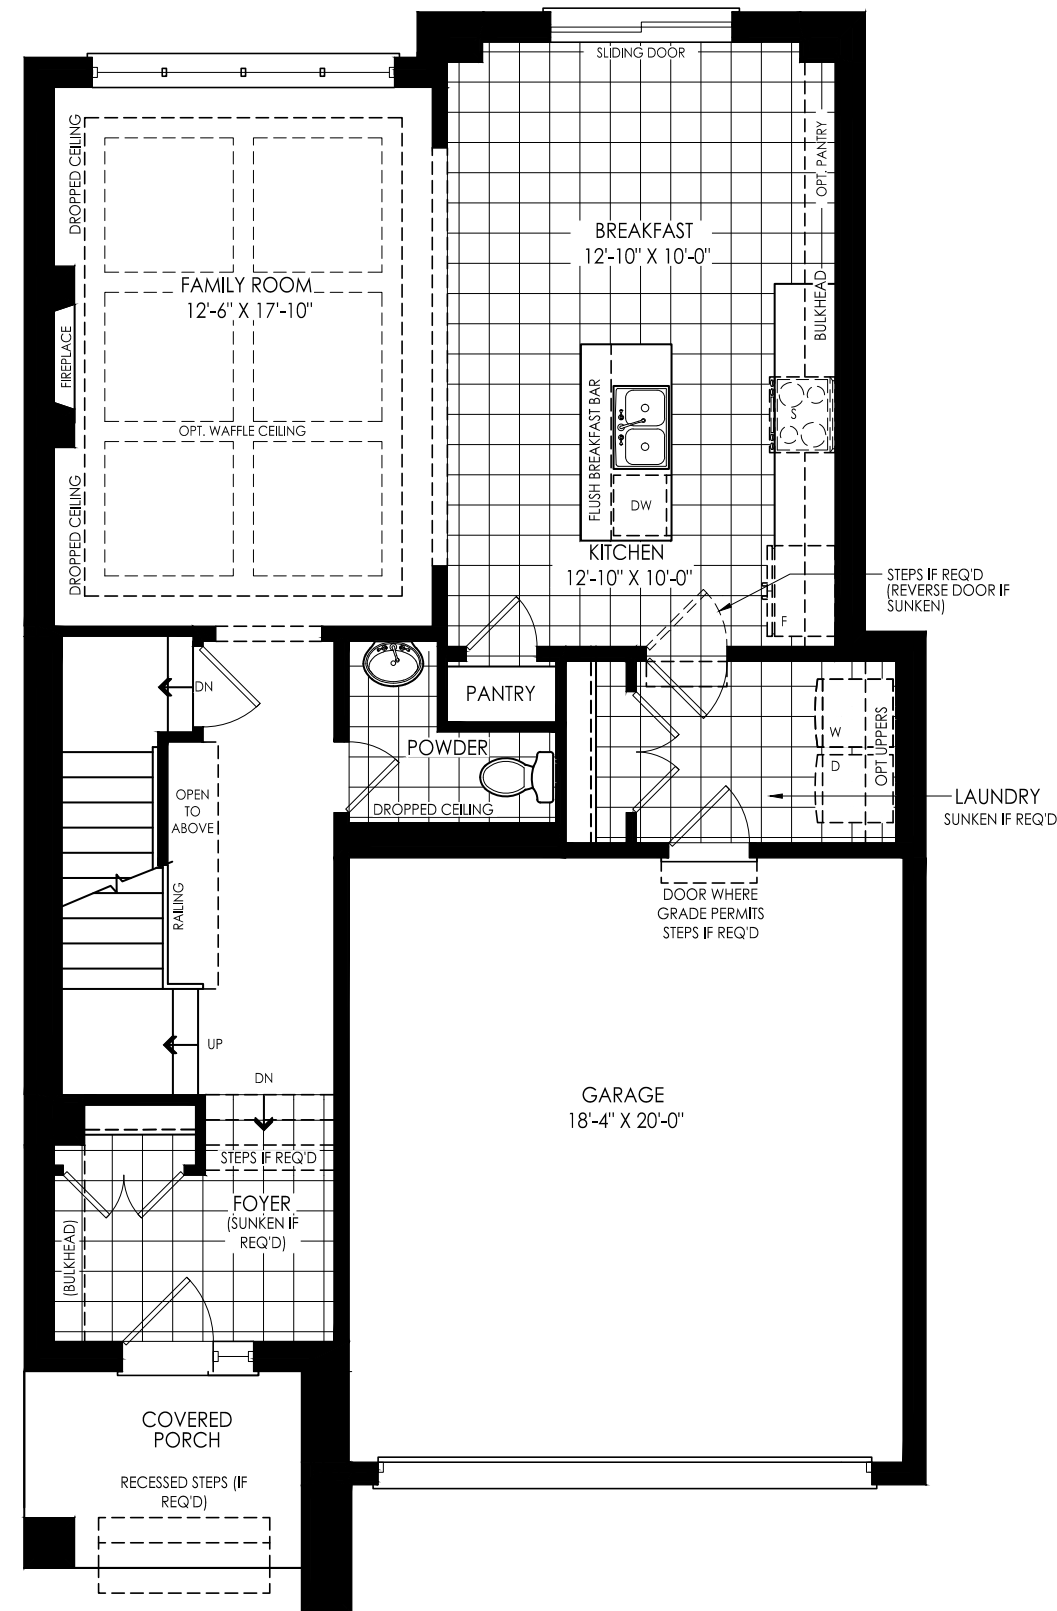 SLIDING DOOR
DROPPED CEILING
OPT. PANTRY
BREAKFAST
12'-10" X 10'-0"
FAMILY ROOM
12'-6" X 17'-10"
BULKHEAD
FIREPLACE
FLUSH BREAKFAST BAR
S
OPT. WAFFLE CEILING
DROPPED CEILING
DW
KITCHEN
12'-10" X 10'-0"
STEPS IF REQ'D
(REVERSE DOOR IF
SUNKEN)
F
DN
PANTRY
POWDER
W
D
OPT UPPERS
OPEN
TO
ABOVE
DROPPED CEILING
LAUNDRY
SUNKEN IF REQ'D
RAILING
DOOR WHERE
GRADE PERMITS
STEPS IF REQ'D
UP
DN
GARAGE
18'-4" X 20'-0"
STEPS IF REQ'D
FOYER
(SUNKEN IF
REQ'D)
(BULKHEAD)
COVERED
PORCH
RECESSED STEPS (IF
REQ'D)